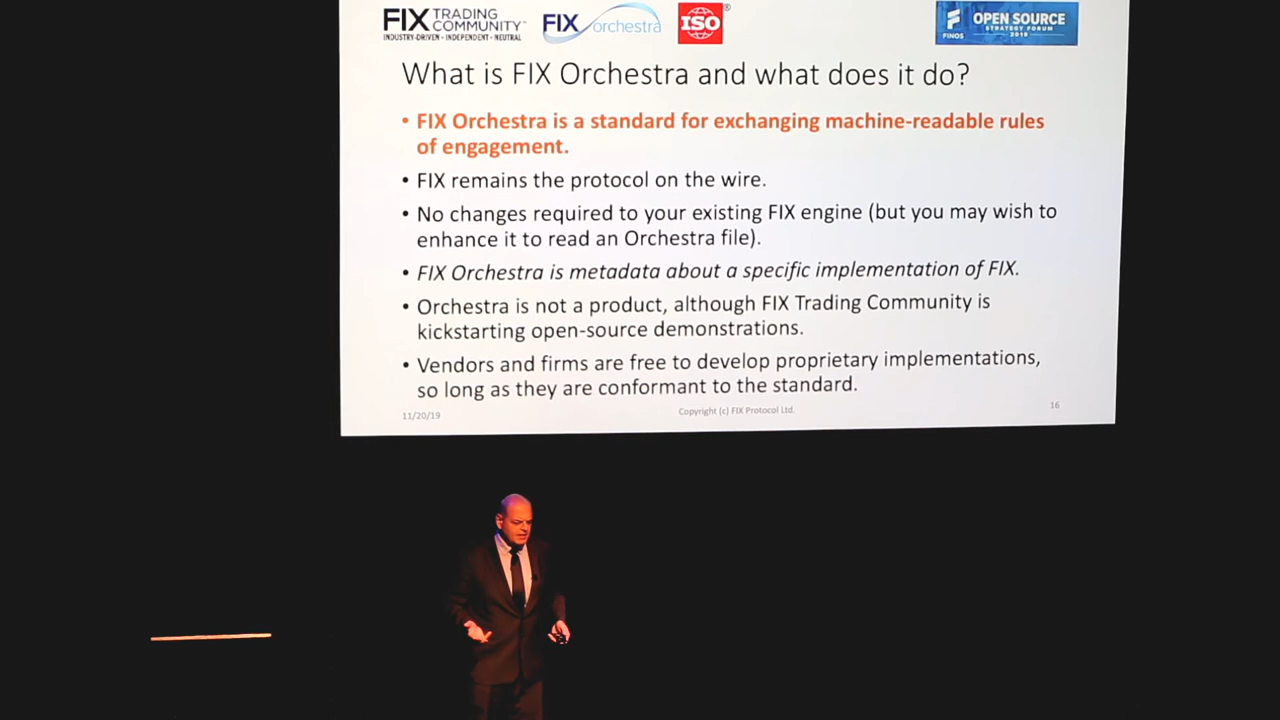 FIX TRADING COMMUNITY™
INDUSTRY-DRIVEN • INDEPENDENT • NEUTRAL
FIX orchestra
ISO®
FINOS
OPEN SOURCE
STRATEGY FORUM
2019
What is FIX Orchestra and what does it do?
• FIX Orchestra is a standard for exchanging machine-readable rules
of engagement.
• FIX remains the protocol on the wire.
• No changes required to your existing FIX engine (but you may wish to
enhance it to read an Orchestra file).
• FIX Orchestra is metadata about a specific implementation of FIX.
• Orchestra is not a product, although FIX Trading Community is
kickstarting open-source demonstrations.
• Vendors and firms are free to develop proprietary implementations,
so long as they are conformant to the standard.
11/20/19
Copyright (c) FIX Protocol Ltd.
16